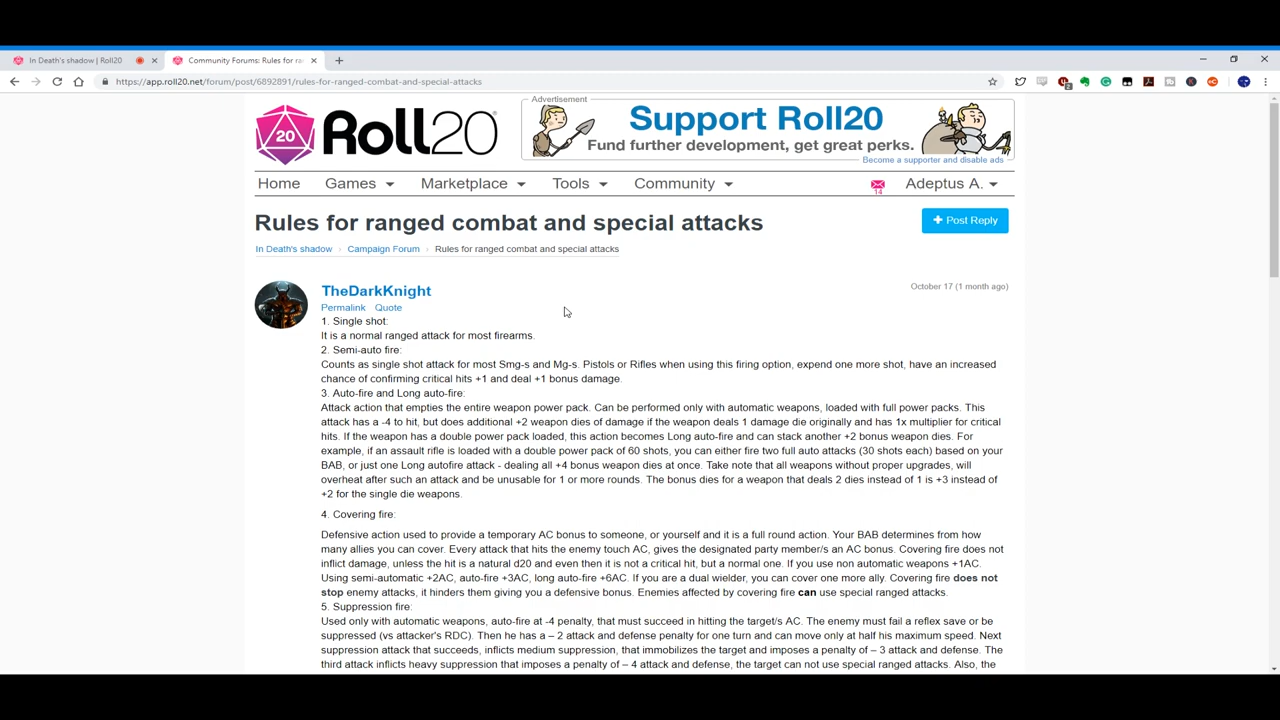 In Death's shadow | Roll20
Community Forums: Rules for ra
https://app.roll20.net/forum/post/6892891/rules-for-ranged-combat-and-special-attacks
2
20 Roll20
Advertisement
Support Roll20
Fund further development, get great perks.
Become a supporter and disable ads
Home Games Marketplace Tools Community 14 Adeptus A.
Rules for ranged combat and special attacks
+ Post Reply
In Death's shadow › Campaign Forum › Rules for ranged combat and special attacks
TheDarkKnight
October 17 (1 month ago)
Permalink Quote
1. Single shot:
It is a normal ranged attack for most firearms.
2. Semi-auto fire:
Counts as single shot attack for most Smg-s and Mg-s. Pistols or Rifles when using this firing option, expend one more shot, have an increased
chance of confirming critical hits +1 and deal +1 bonus damage.
3. Auto-fire and Long auto-fire:
Attack action that empties the entire weapon power pack. Can be performed only with automatic weapons, loaded with full power packs. This
attack has a -4 to hit, but does additional +2 weapon dies of damage if the weapon deals 1 damage die originally and has 1x multiplier for critical
hits. If the weapon has a double power pack loaded, this action becomes Long auto-fire and can stack another +2 bonus weapon dies. For
example, if an assault rifle is loaded with a double power pack of 60 shots, you can either fire two full auto attacks (30 shots each) based on your
BAB, or just one Long autofire attack - dealing all +4 bonus weapon dies at once. Take note that all weapons without proper upgrades, will
overheat after such an attack and be unusable for 1 or more rounds. The bonus dies for a weapon that deals 2 dies instead of 1 is +3 instead of
+2 for the single die weapons.
4. Covering fire:
Defensive action used to provide a temporary AC bonus to someone, or yourself and it is a full round action. Your BAB determines from how
many allies you can cover. Every attack that hits the enemy touch AC, gives the designated party member/s an AC bonus. Covering fire does not
inflict damage, unless the hit is a natural d20 and even then it is not a critical hit, but a normal one. If you use non automatic weapons +1AC.
Using semi-automatic +2AC, auto-fire +3AC, long auto-fire +6AC. If you are a dual wielder, you can cover one more ally. Covering fire does not
stop enemy attacks, it hinders them giving you a defensive bonus. Enemies affected by covering fire can use special ranged attacks.
5. Suppression fire:
Used only with automatic weapons, auto-fire at -4 penalty, that must succeed in hitting the target/s AC. The enemy must fail a reflex save or be
suppressed (vs attacker's RDC). Then he has a – 2 attack and defense penalty for one turn and can move only at half his maximum speed. Next
suppression attack that succeeds, inflicts medium suppression, that immobilizes the target and imposes a penalty of – 3 attack and defense. The
third attack inflicts heavy suppression that imposes a penalty of – 4 attack and defense, the target can not use special ranged attacks. Also, the